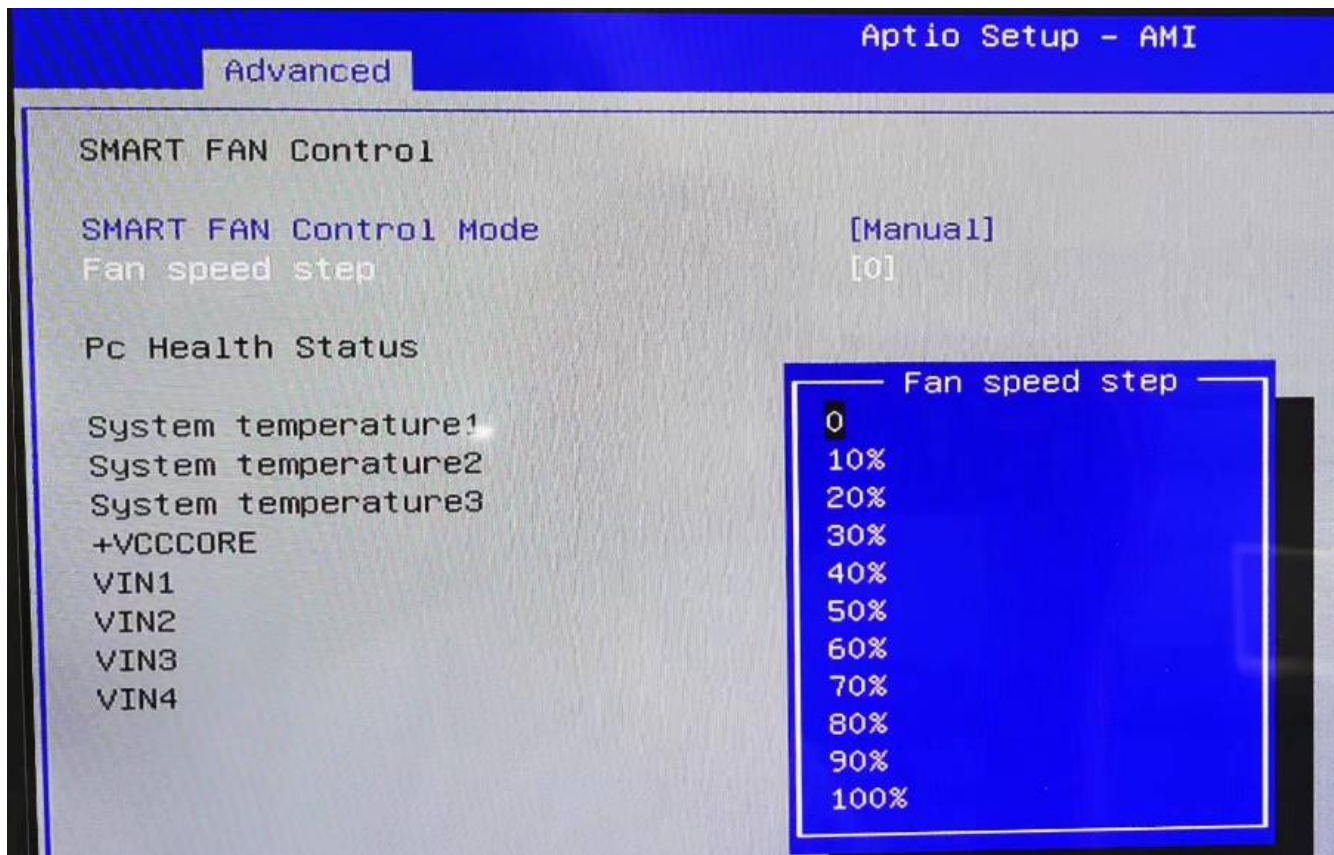 Aptio Setup – AMI
Advanced
SMART FAN Control
SMART FAN Control Mode [Manual]
Fan speed step [0]
Pc Health Status
System temperature1
System temperature2
System temperature3
+VCCCORE
VIN1
VIN2
VIN3
VIN4
Fan speed step
0
10%
20%
30%
40%
50%
60%
70%
80%
90%
100%